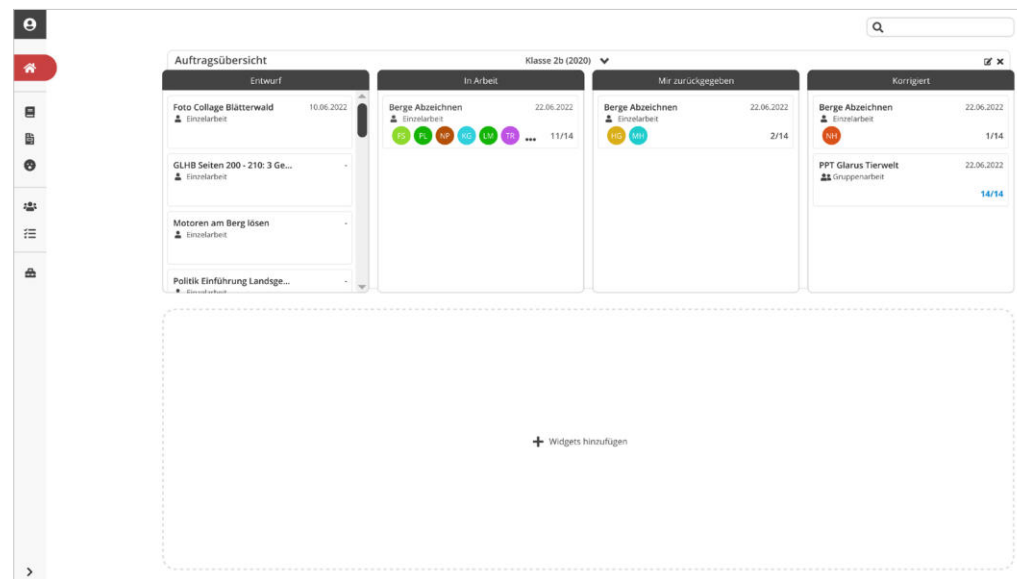 Auftragsübersicht
Klasse 2b (2020)
Entwurf
Foto Collage Blätterwald 10.06.2022
Einzelarbeit
GLHB Seiten 200 - 210: 3 Ge... -
Einzelarbeit
Motoren am Berg lösen -
Einzelarbeit
Politik Einführung Landsge... -
Einzelarbeit
In Arbeit
Berge Abzeichnen 22.06.2022
Einzelarbeit
FS PL NP KG LM TR ... 11/14
Mir zurückgegeben
Berge Abzeichnen 22.06.2022
Einzelarbeit
HG MH 2/14
Korrigiert
Berge Abzeichnen 22.06.2022
Einzelarbeit
NH 1/14
PPT Glarus Tierwelt 22.06.2022
Gruppenarbeit
14/14
Widgets hinzufügen